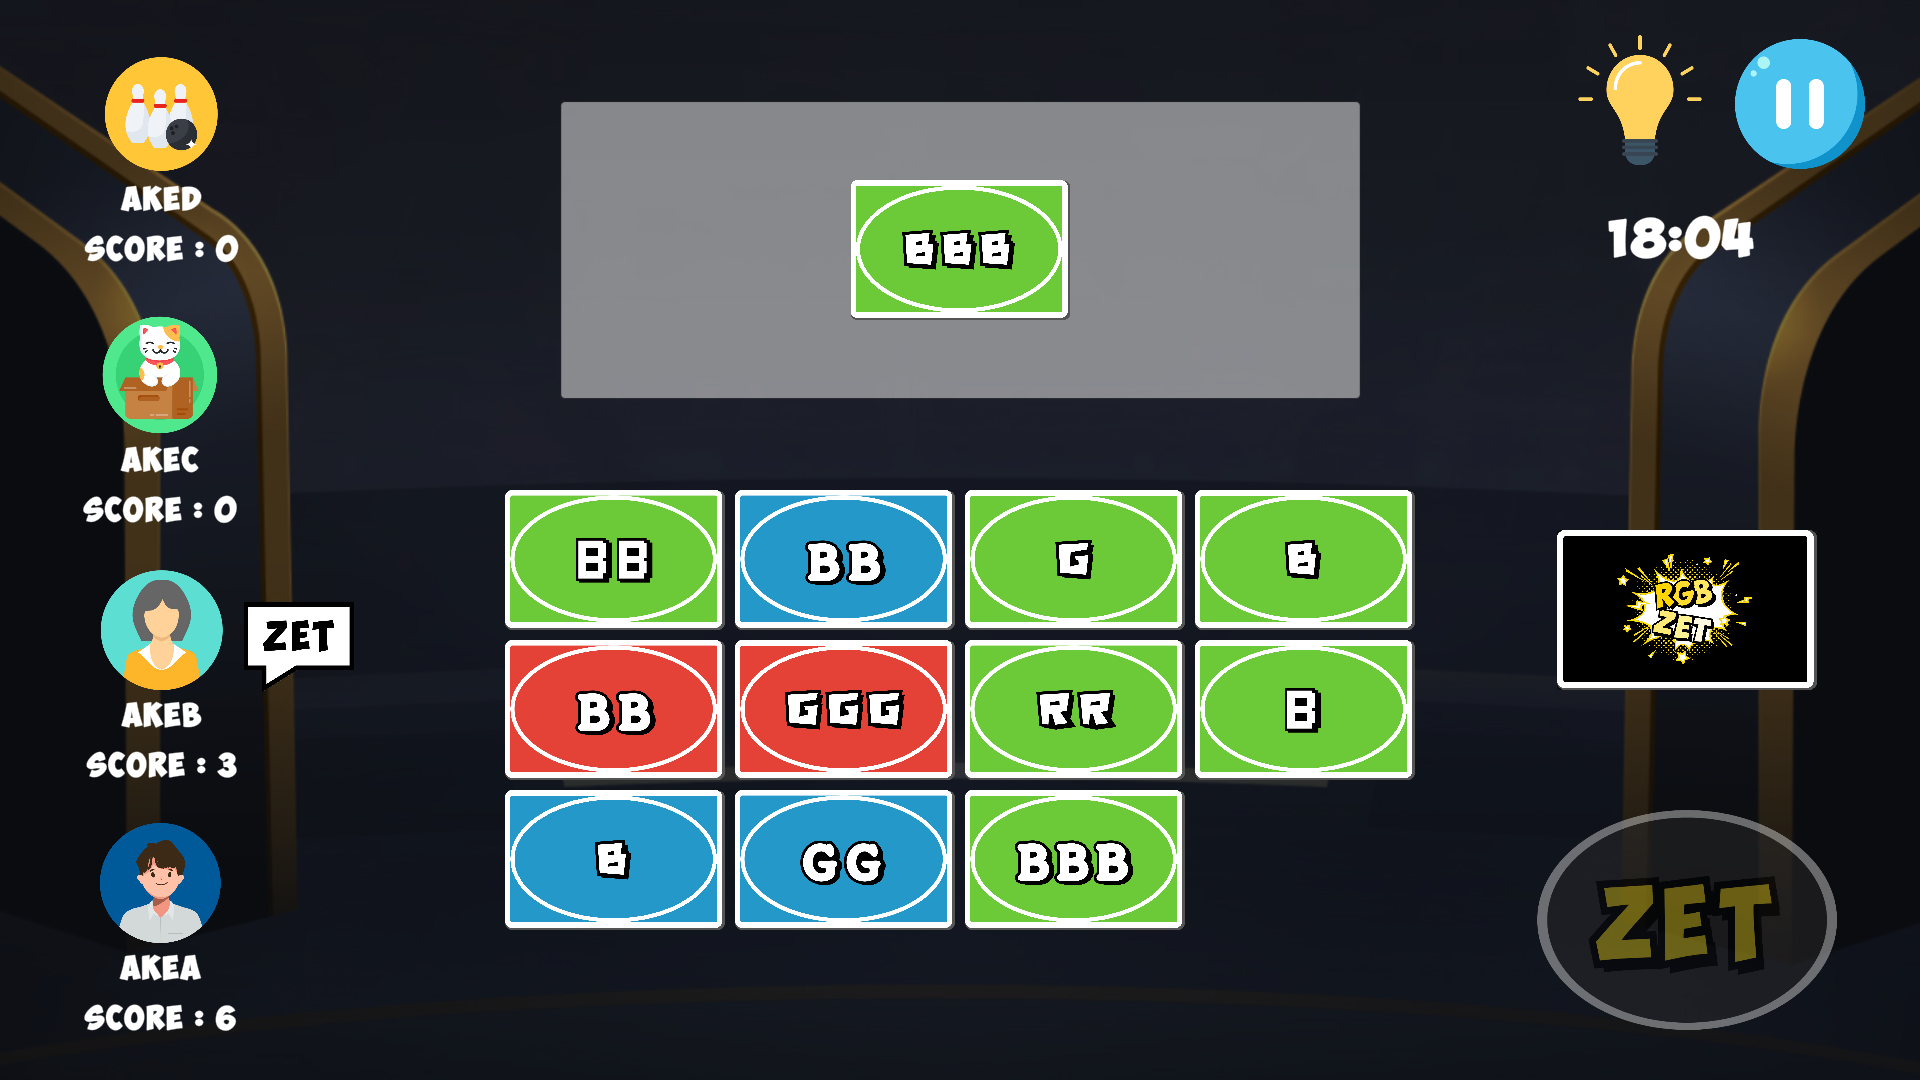 AKED
SCORE : 0
AKEC
SCORE : 0
AKEB
SCORE : 3
ZET
AKEA
SCORE : 6
BBB
BB
BB
G
B
BB
GGG
RR
B
B
GG
BBB
18:04
RGB
ZET
ZET